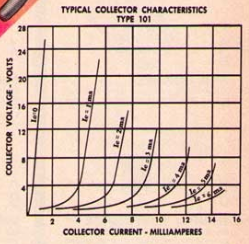 TYPICAL COLLECTOR CHARACTERISTICS
TYPE 101
COLLECTOR VOLTAGE - VOLTS
28
24
20
16
12
8
4
Ie=0
Ie=1 ma
Ie=2 ma
Ie=3 ma
Ie=4 ma
Ie=5 ma
Ie=6 ma
2 4 6 8 10 12 14 16
COLLECTOR CURRENT - MILLIAMPERES